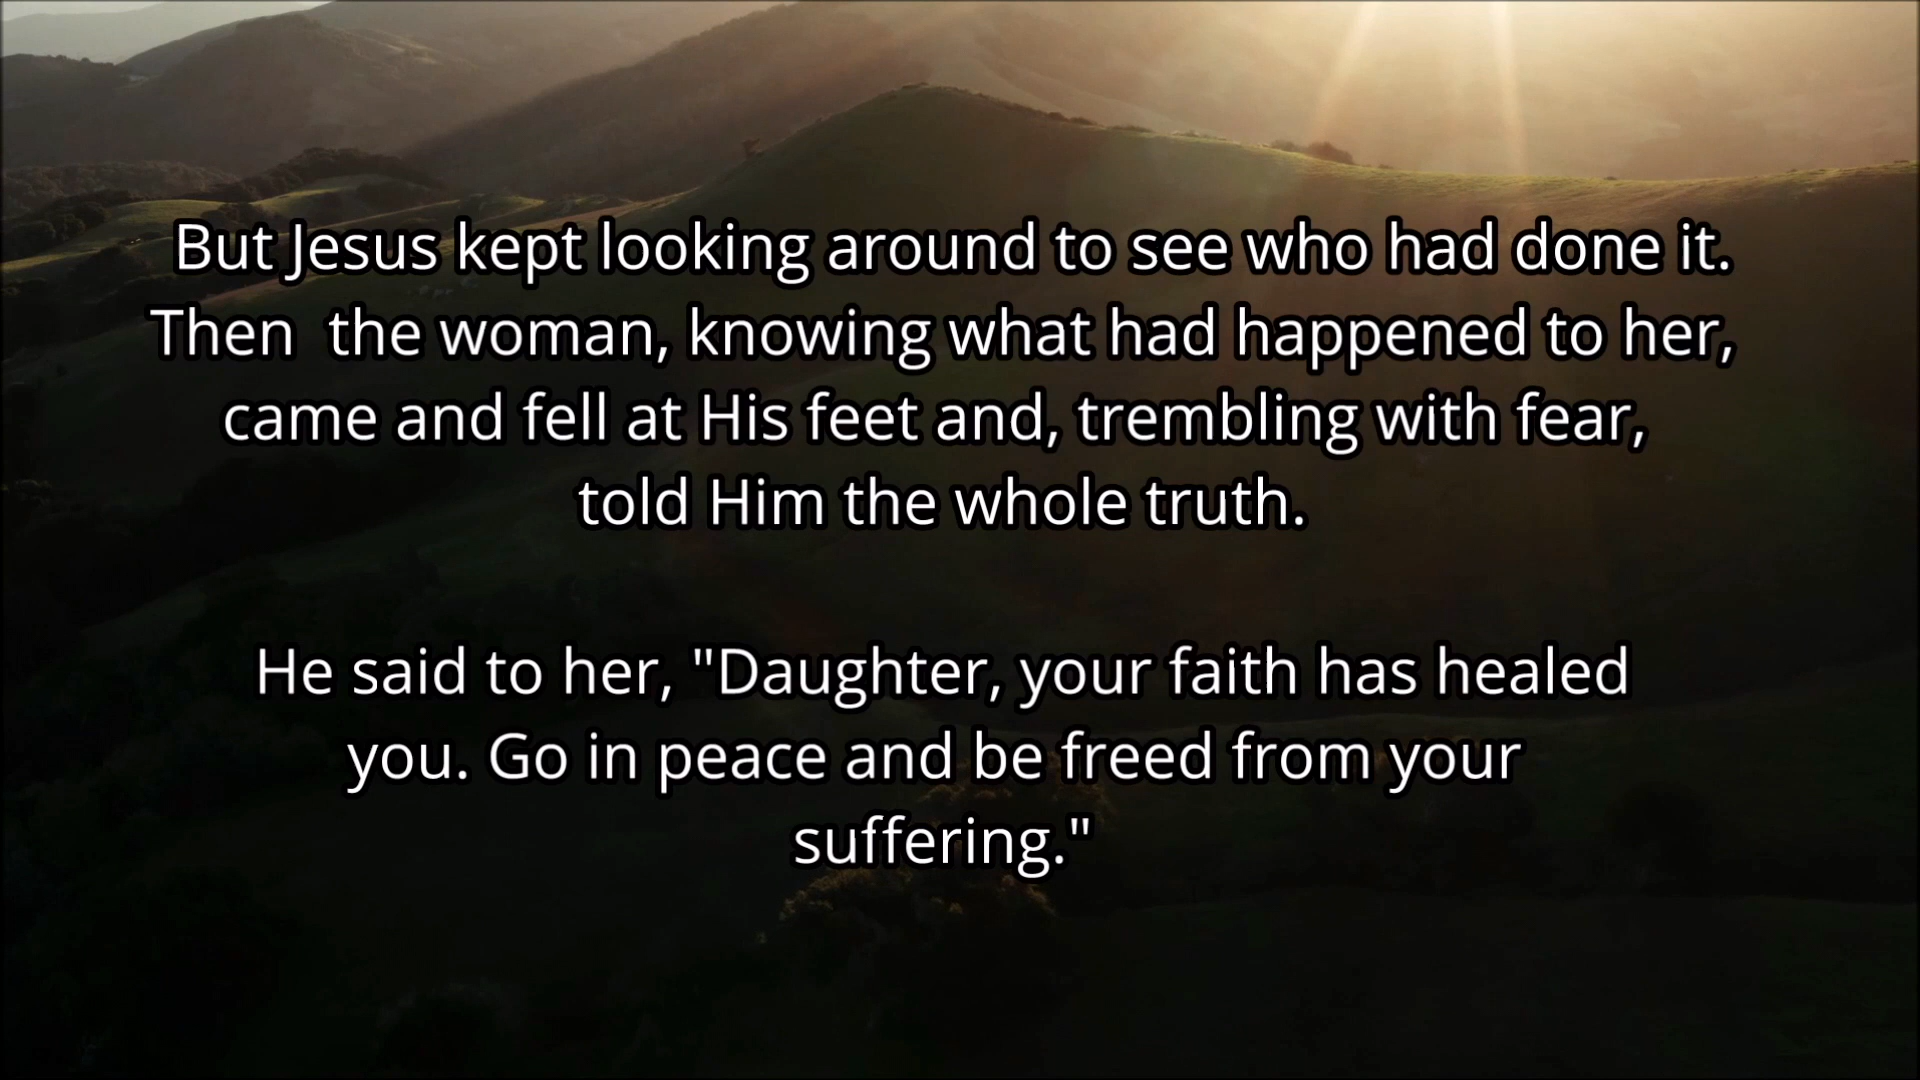 But Jesus kept looking around to see who had done it.
Then  the woman, knowing what had happened to her,
came and fell at His feet and, trembling with fear,
told Him the whole truth.
He said to her, "Daughter, your faith has healed
you. Go in peace and be freed from your
suffering."